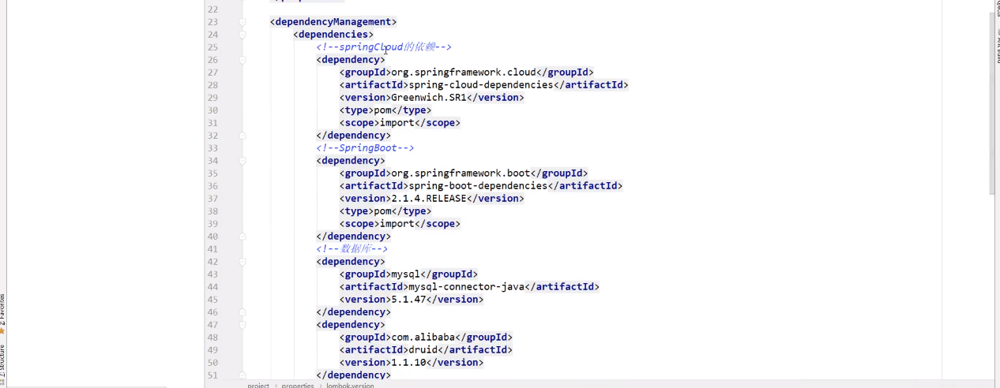 22
23 <dependencyManagement>
24 <dependencies>
25 <!--springCloud的依赖-->
26 <dependency>
27 <groupId>org.springframework.cloud</groupId>
28 <artifactId>spring-cloud-dependencies</artifactId>
29 <version>Greenwich.SR1</version>
30 <type>pom</type>
31 <scope>import</scope>
32 </dependency>
33 <!--SpringBoot-->
34 <dependency>
35 <groupId>org.springframework.boot</groupId>
36 <artifactId>spring-boot-dependencies</artifactId>
37 <version>2.1.4.RELEASE</version>
38 <type>pom</type>
39 <scope>import</scope>
40 </dependency>
41 <!--数据库-->
42 <dependency>
43 <groupId>mysql</groupId>
44 <artifactId>mysql-connector-java</artifactId>
45 <version>5.1.47</version>
46 </dependency>
47 <dependency>
48 <groupId>com.alibaba</groupId>
49 <artifactId>druid</artifactId>
50 <version>1.1.10</version>
51 </dependency>
project › properties › lombok.version
2: Favorites
7: Structure